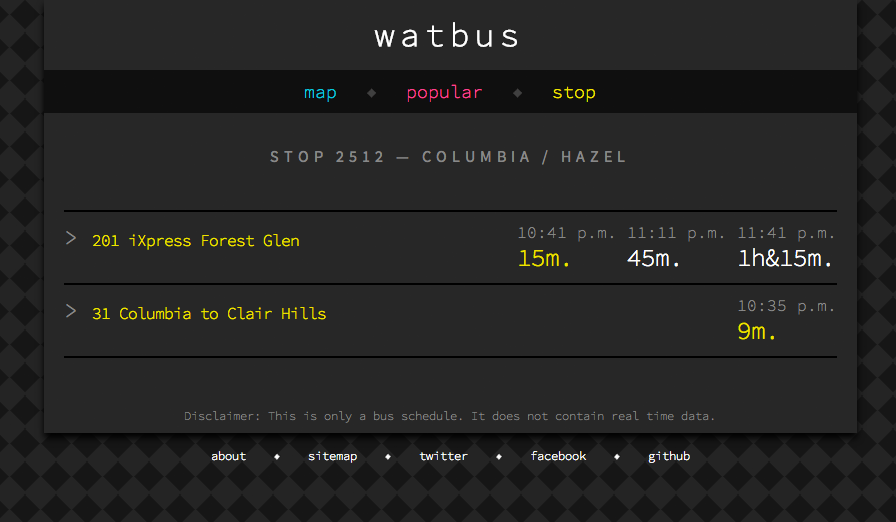 watbus
map ◆ popular ◆ stop
STOP 2512 — COLUMBIA / HAZEL
> 201 iXpress Forest Glen
10:41 p.m. 11:11 p.m. 11:41 p.m.
15m. 45m. 1h&15m.
> 31 Columbia to Clair Hills
10:35 p.m.
9m.
Disclaimer: This is only a bus schedule. It does not contain real time data.
about ◆ sitemap ◆ twitter ◆ facebook ◆ github